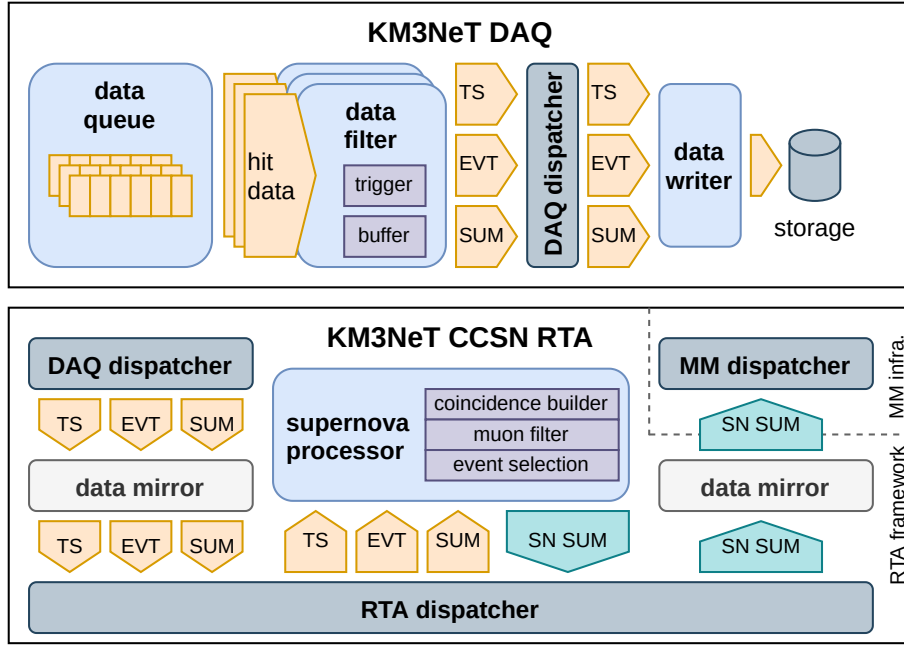 KM3NeT DAQ
data
queue
hit
data
data
filter
trigger
buffer
TS
EVT
SUM
DAQ dispatcher
TS
EVT
SUM
data
writer
storage
KM3NeT CCSN RTA
DAQ dispatcher
TS
EVT
SUM
data mirror
TS
EVT
SUM
supernova
processor
coincidence builder
muon filter
event selection
TS
EVT
SUM
SN SUM
MM dispatcher
SN SUM
data mirror
SN SUM
MM infra.
RTA framework
RTA dispatcher